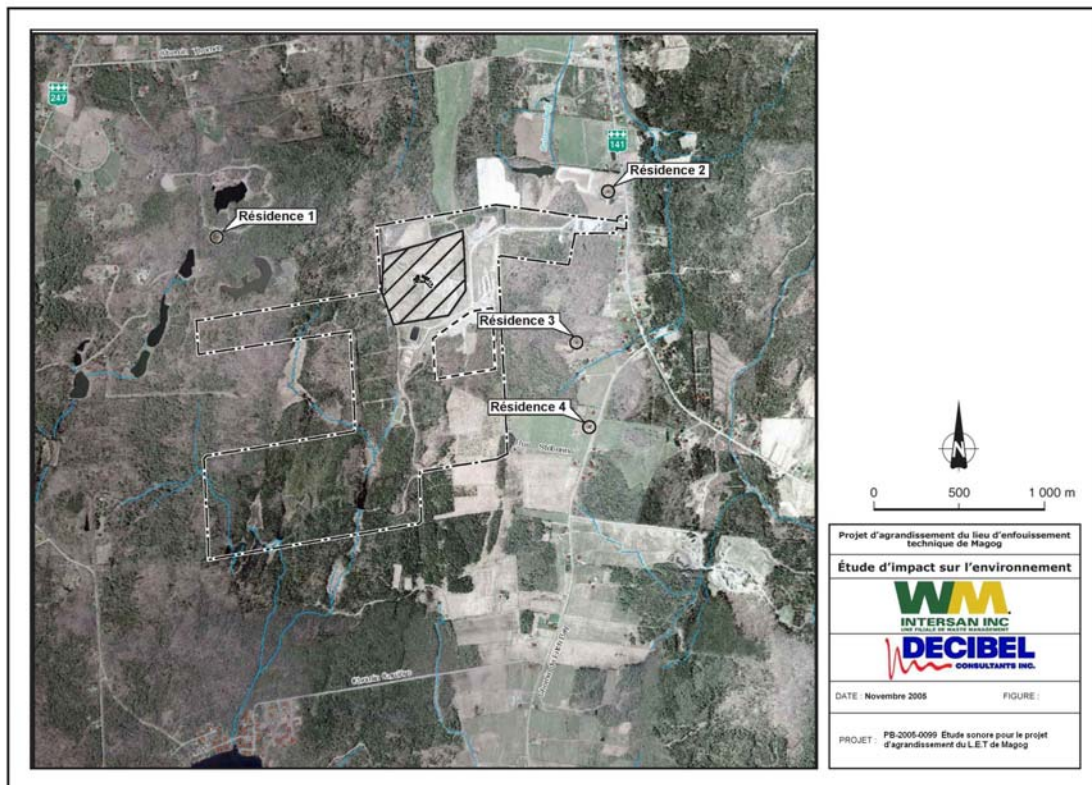 247
141
Résidence 1
Résidence 2
Résidence 3
Résidence 4
N
0 500 1 000 m
Projet d'agrandissement du lieu d'enfouissement
technique de Magog
Étude d'impact sur l'environnement
WM
INTERSAN INC
UNE FILIALE DE WASTE MANAGEMENT
DECIBEL
CONSULTANTS INC.
DATE : Novembre 2005 FIGURE :
PROJET : PB-2005-0099 Étude sonore pour le projet
d'agrandissement du L.E.T de Magog